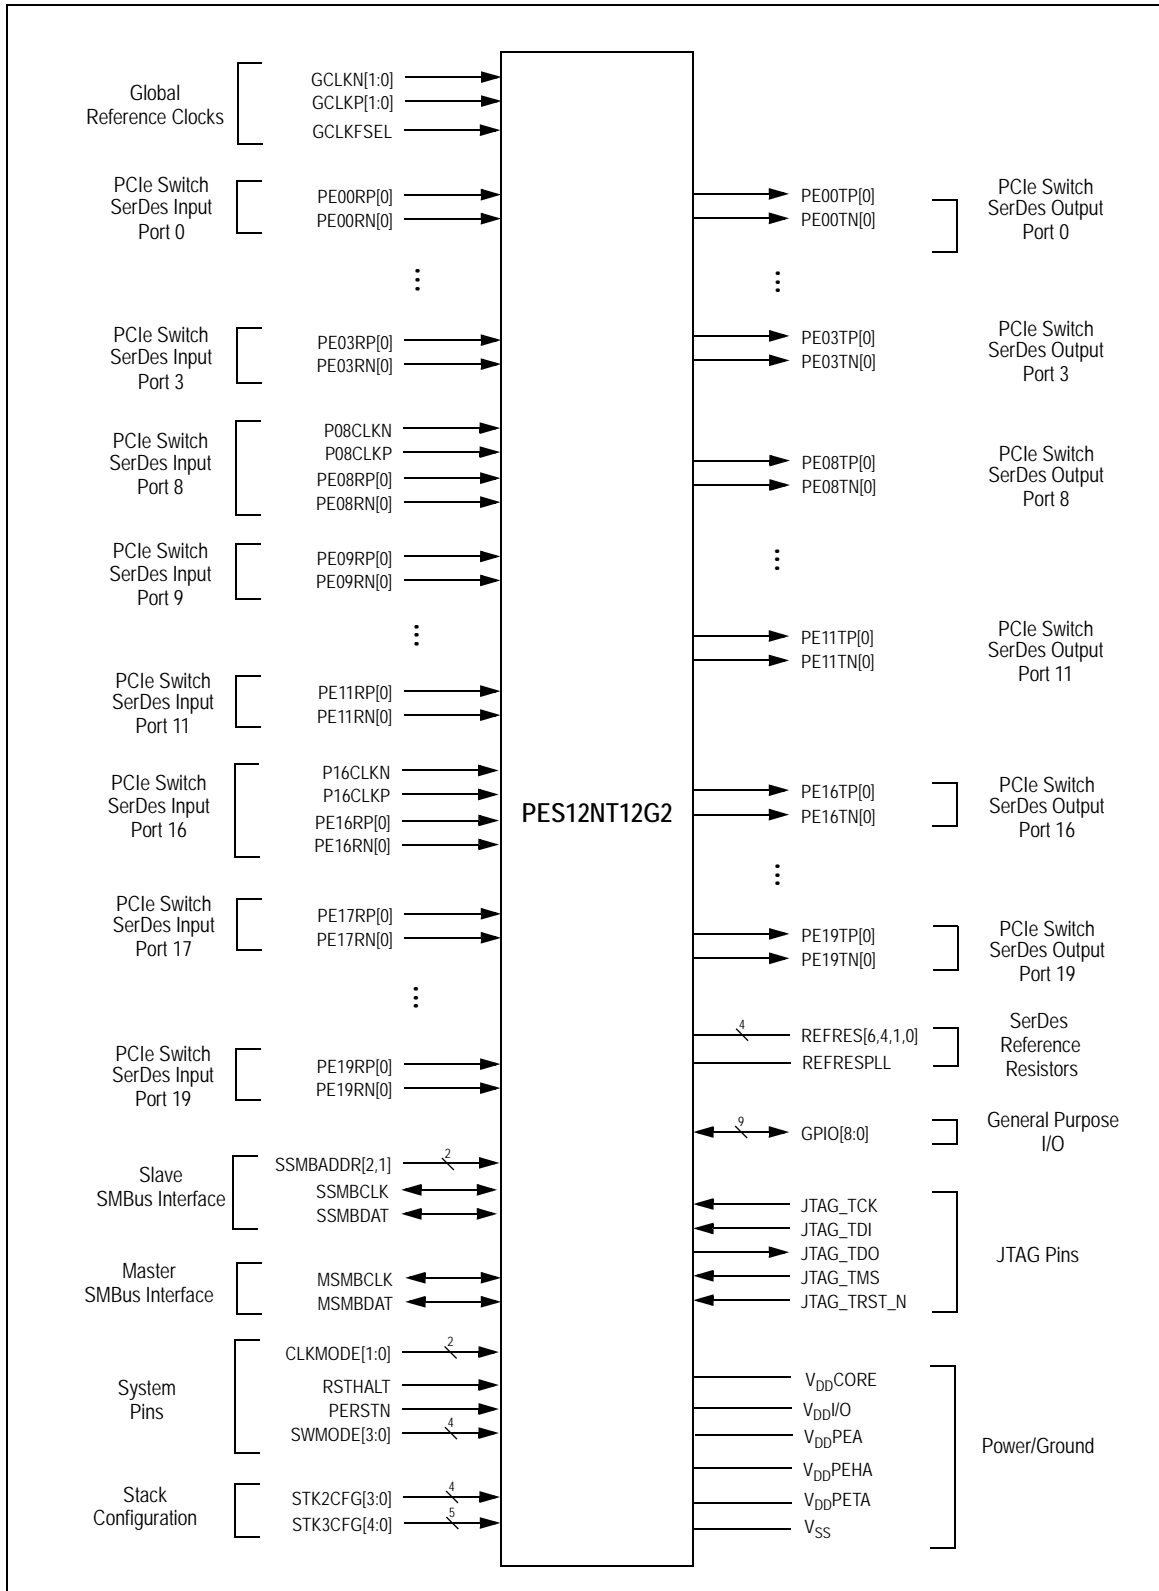 Global
Reference Clocks
GCLKN[1:0]
GCLKP[1:0]
GCLKFSEL
PCIe Switch
SerDes Input
Port 0
PE00RP[0]
PE00RN[0]
PCIe Switch
SerDes Input
Port 3
PE03RP[0]
PE03RN[0]
PCIe Switch
SerDes Input
Port 8
P08CLKN
P08CLKP
PE08RP[0]
PE08RN[0]
PCIe Switch
SerDes Input
Port 9
PE09RP[0]
PE09RN[0]
PCIe Switch
SerDes Input
Port 11
PE11RP[0]
PE11RN[0]
PCIe Switch
SerDes Input
Port 16
P16CLKN
P16CLKP
PE16RP[0]
PE16RN[0]
PCIe Switch
SerDes Input
Port 17
PE17RP[0]
PE17RN[0]
PCIe Switch
SerDes Input
Port 19
PE19RP[0]
PE19RN[0]
Slave
SMBus Interface
SSMBADDR[2,1]
2
SSMBCLK
SSMBDAT
Master
SMBus Interface
MSMBCLK
MSMBDAT
System
Pins
CLKMODE[1:0]
2
RSTHALT
PERSTN
SWMODE[3:0]
4
Stack
Configuration
STK2CFG[3:0]
4
STK3CFG[4:0]
5
PES12NT12G2
PE00TP[0]
PE00TN[0]
PCIe Switch
SerDes Output
Port 0
PE03TP[0]
PE03TN[0]
PCIe Switch
SerDes Output
Port 3
PE08TP[0]
PE08TN[0]
PCIe Switch
SerDes Output
Port 8
PE11TP[0]
PE11TN[0]
PCIe Switch
SerDes Output
Port 11
PE16TP[0]
PE16TN[0]
PCIe Switch
SerDes Output
Port 16
PE19TP[0]
PE19TN[0]
PCIe Switch
SerDes Output
Port 19
4
REFRES[6,4,1,0]
REFRESPLL
SerDes
Reference
Resistors
9
GPIO[8:0]
General Purpose
I/O
JTAG_TCK
JTAG_TDI
JTAG_TDO
JTAG_TMS
JTAG_TRST_N
JTAG Pins
VDDCORE
VDDI/O
VDDPEA
VDDPEHA
VDDPETA
VSS
Power/Ground